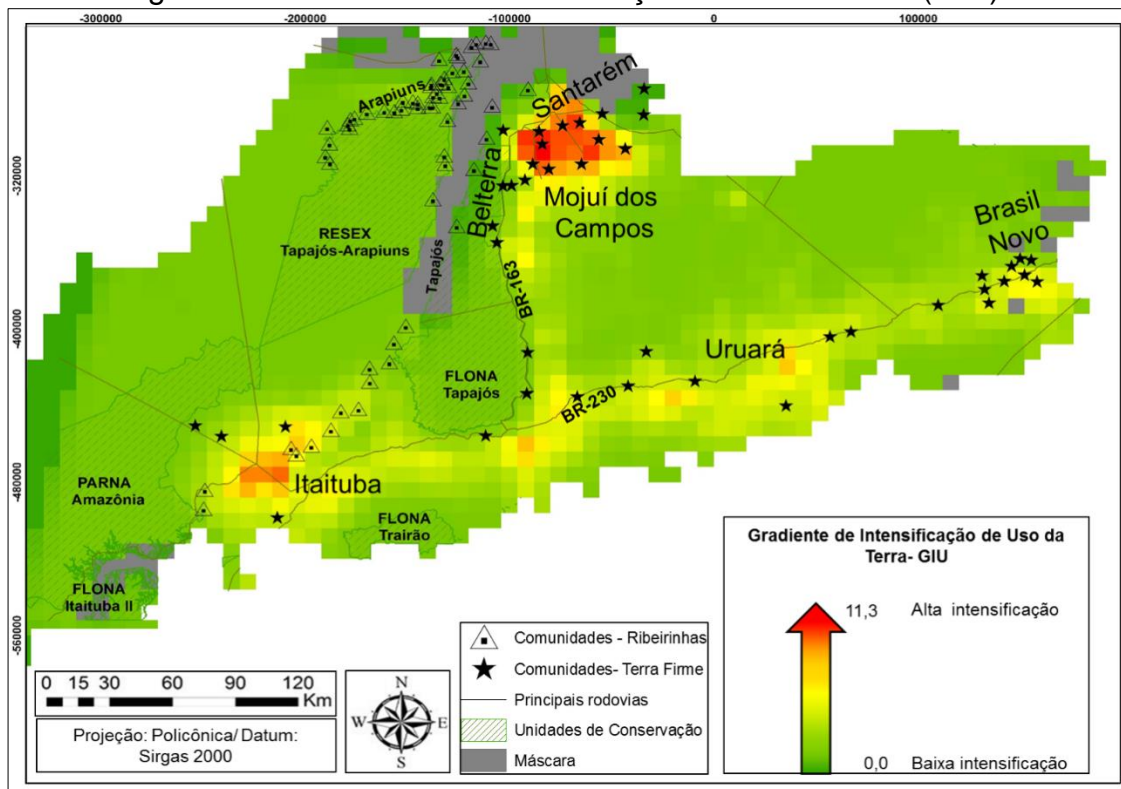 -300000 -200000 -100000 0 100000
-320000
-400000
-480000
-560000
Arapiuns
Santarém
Belterra
Mojuí dos
Campos
RESEX
Tapajós-Arapiuns
Tapajós
BR-163
Brasil
Novo
Uruará
FLONA
Tapajós
BR-230
Itaituba
PARNA
Amazônia
FLONA
Trairão
FLONA
Itaituba II
Gradiente de Intensificação de Uso da
Terra- GIU
11,3 Alta intensificação
0,0 Baixa intensificação
Comunidades - Ribeirinhas
Comunidades- Terra Firme
Principais rodovias
Unidades de Conservação
Máscara
0 15 30 60 90 120
Km
Projeção: Policônica/ Datum:
Sirgas 2000
N
W E
S